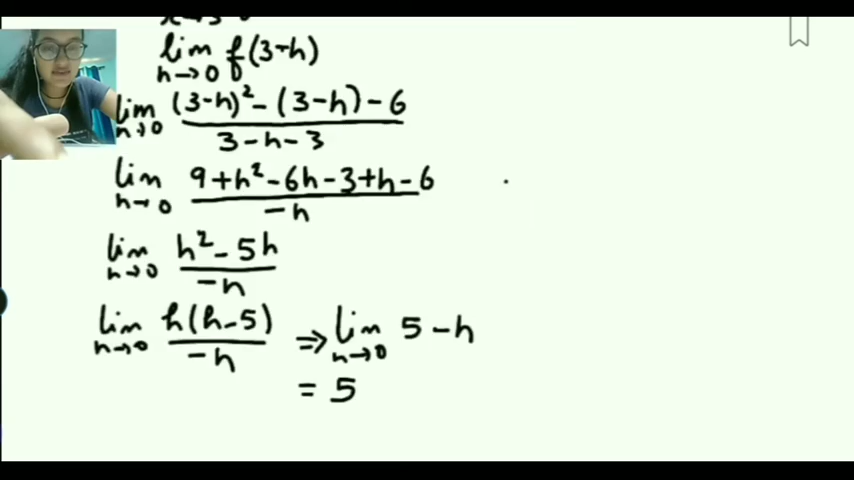 lim h→0 f(3-h)
lim h→0 (3-h)² - (3-h) - 6 / 3-h-3
lim h→0 9+h²-6h-3+h-6 / -h
lim h→0 h²-5h / -h
lim h→0 h(h-5) / -h ⇒ lim h→0 5-h
= 5